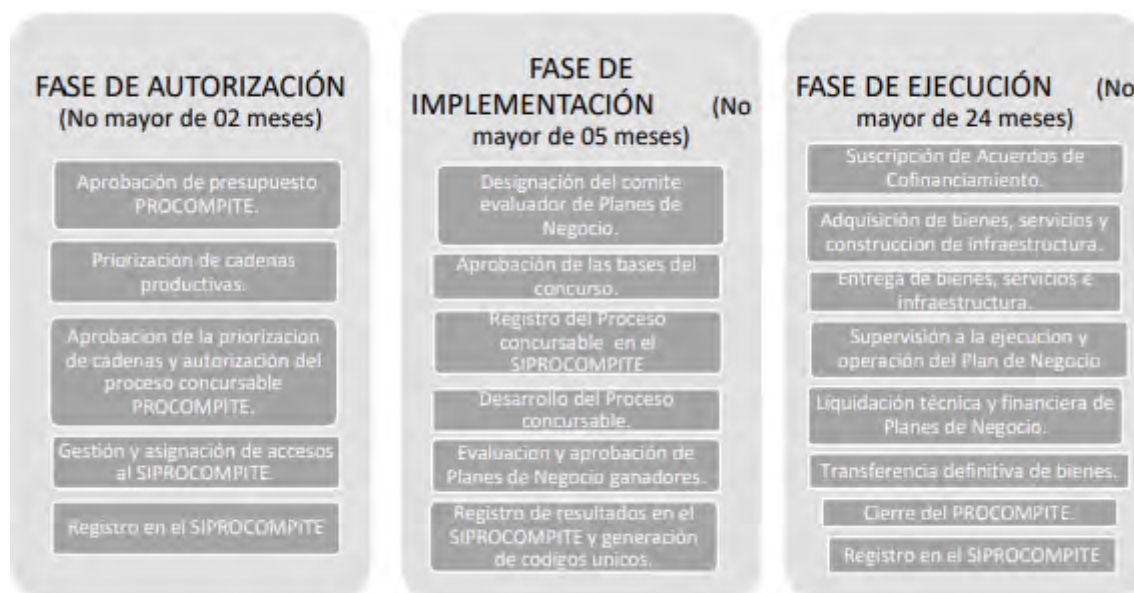 FASE DE AUTORIZACIÓN
(No mayor de 02 meses)
Aprobación de presupuesto
PROCOMPITE.
Priorización de cadenas
productivas.
Aprobacion de la priorizacion
de cadenas y autorización del
proceso concursable
PROCOMPITE.
Gestión y asignación de accesos
al SIPROCOMPITE.
Registro en el SIPROCOMPITE
FASE DE
IMPLEMENTACIÓN (No
mayor de 05 meses)
Designación del comite
evaluador de Planes de
Negocio.
Aprobación de las bases del
concurso.
Registro del Proceso
concursable en el
SIPROCOMPITE
Desarrollo del Proceso
concursable.
Evaluacion y aprobación de
Planes de Negocio ganadores.
Registro de resultados en el
SIPROCOMPITE y generación
de codigos unicos.
FASE DE EJECUCIÓN (No
mayor de 24 meses)
Suscripción de Acuerdos de
Cofinanciamiento.
Adquisición de bienes, servicios y
construccion de infraestructura.
Entrega de bienes, servicios e
infraestructura.
Supervisión a la ejecucion y
operación del Plan de Negocio
Liquidación técnica y financiera de
Planes de Negocio.
Transferencia definitiva de bienes.
Cierre del PROCOMPITE.
Registro en el SIPROCOMPITE